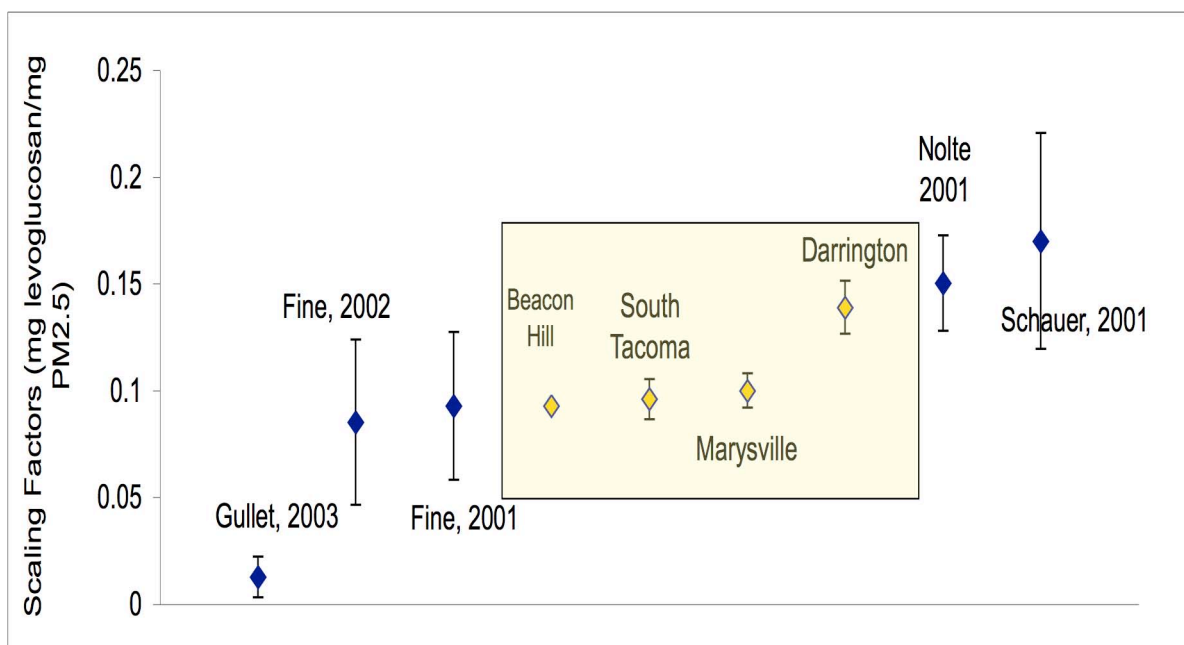 Scaling Factors (mg levoglucosan/mg
PM2.5)
0.25
0.2
0.15
0.1
0.05
0
Gullet, 2003
Fine, 2002
Fine, 2001
Beacon
Hill
South
Tacoma
Marysville
Darrington
Nolte
2001
Schauer, 2001